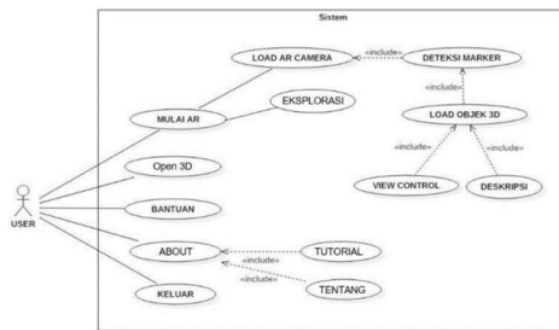 Sistem
LOAD AR CAMERA
«include»
DETEKSI MARKER
«include»
MULAI AR
EKSPLORASI
LOAD OBJEK 3D
«include»
«include»
Open 3D
VIEW CONTROL
DESKRIPSI
USER
BANTUAN
ABOUT
«include»
TUTORIAL
«include»
KELUAR
TENTANG